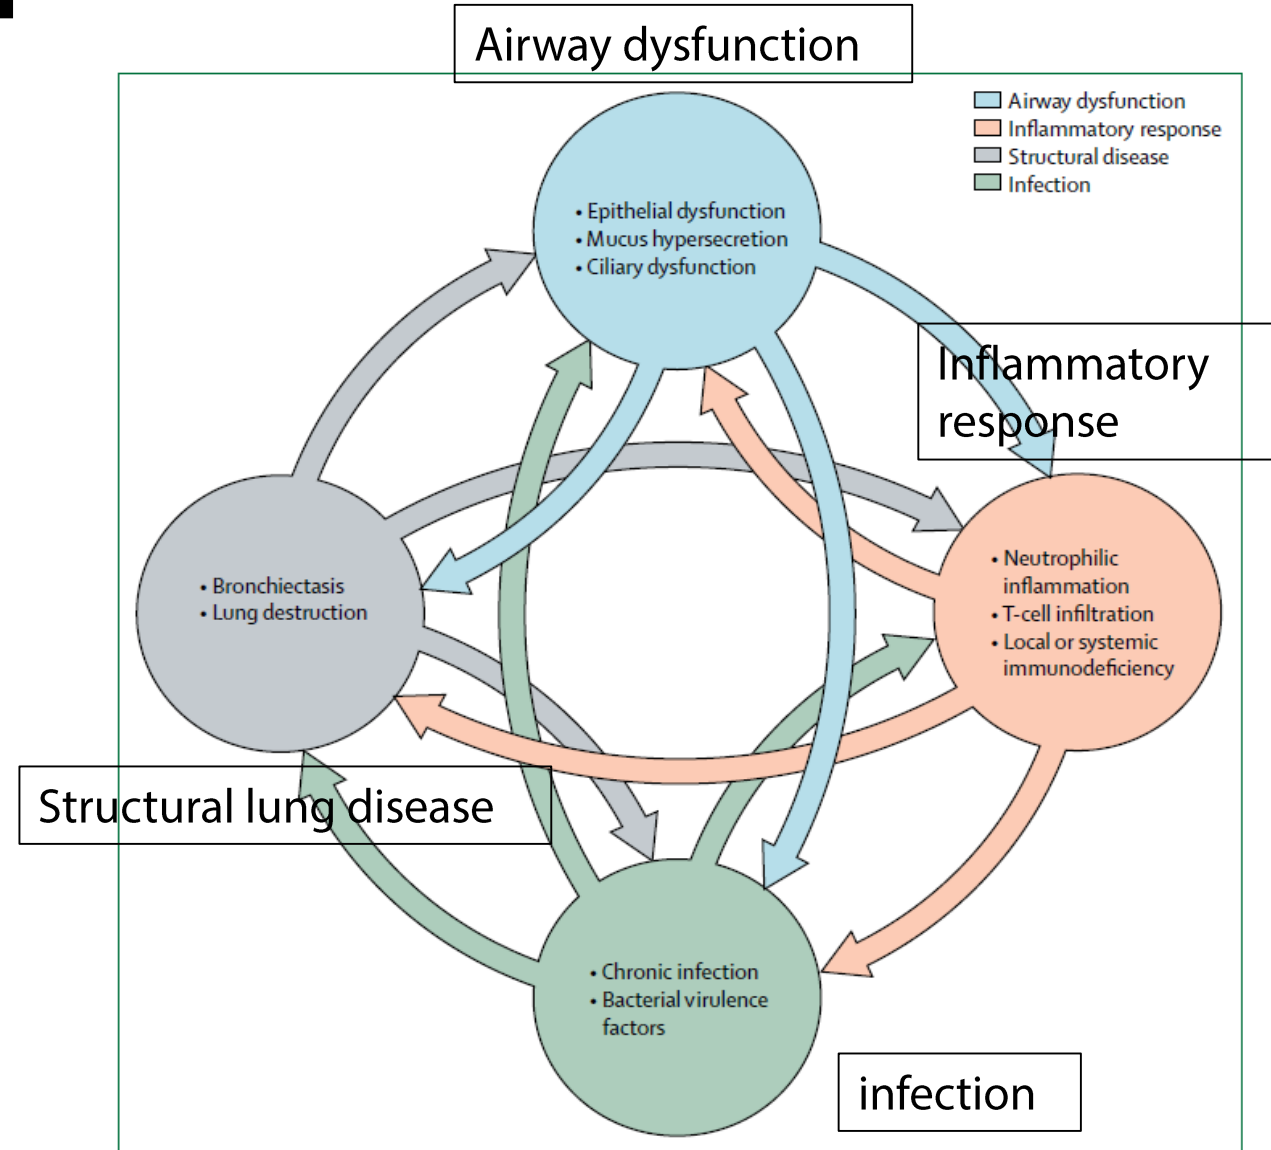 Airway dysfunction
Airway dysfunction
Inflammatory response
Structural disease
Infection
• Epithelial dysfunction
• Mucus hypersecretion
• Ciliary dysfunction
Inflammatory
response
• Neutrophilic
inflammation
• T-cell infiltration
• Local or systemic
immunodeficiency
• Bronchiectasis
• Lung destruction
Structural lung disease
• Chronic infection
• Bacterial virulence
factors
infection